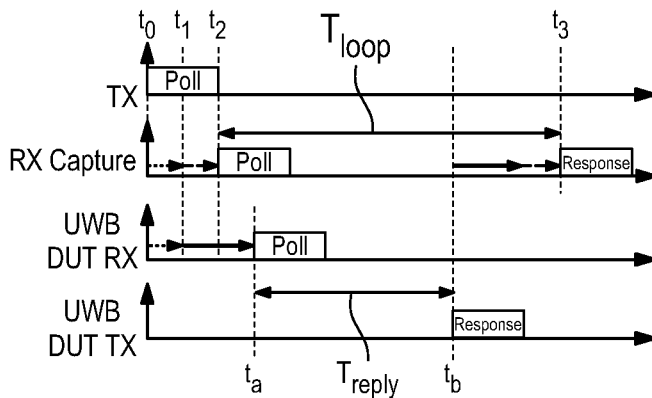 t0 t1 t2 Tloop t3
Poll
TX
RX Capture Poll Response
UWB
DUT RX Poll
UWB
DUT TX Response
ta Treply tb